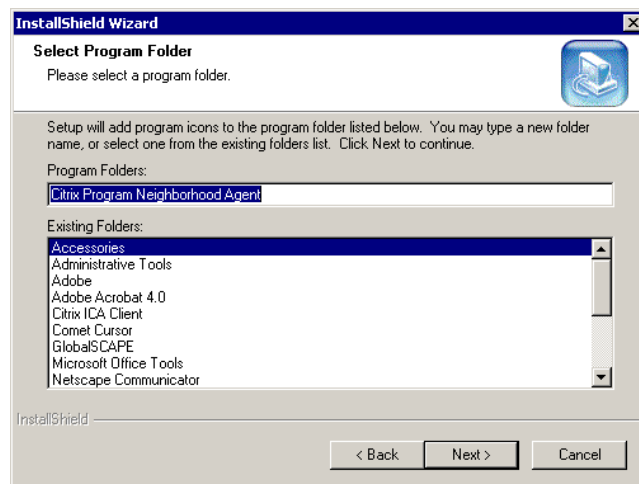 InstallShield Wizard
Select Program Folder
Please select a program folder.
Setup will add program icons to the program folder listed below.  You may type a new folder
name, or select one from the existing folders list.  Click Next to continue.
Program Folders:
Citrix Program Neighborhood Agent
Existing Folders:
Accessories
Administrative Tools
Adobe
Adobe Acrobat 4.0
Citrix ICA Client
Comet Cursor
GlobalSCAPE
Microsoft Office Tools
Netscape Communicator
InstallShield
< Back
Next >
Cancel